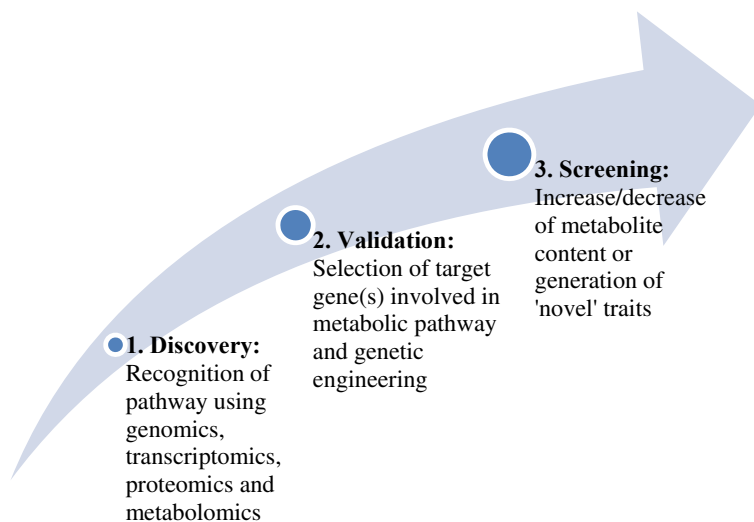 1. Discovery:
Recognition of
pathway using
genomics,
transcriptomics,
proteomics and
metabolomics
2. Validation:
Selection of target
gene(s) involved in
metabolic pathway
and genetic
engineering
3. Screening:
Increase/decrease
of metabolite
content or
generation of
'novel' traits